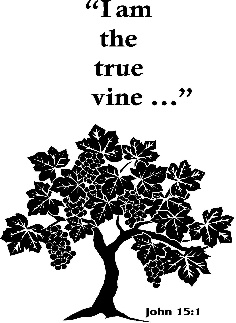 “I am
the
true
vine ...”
John 15:1